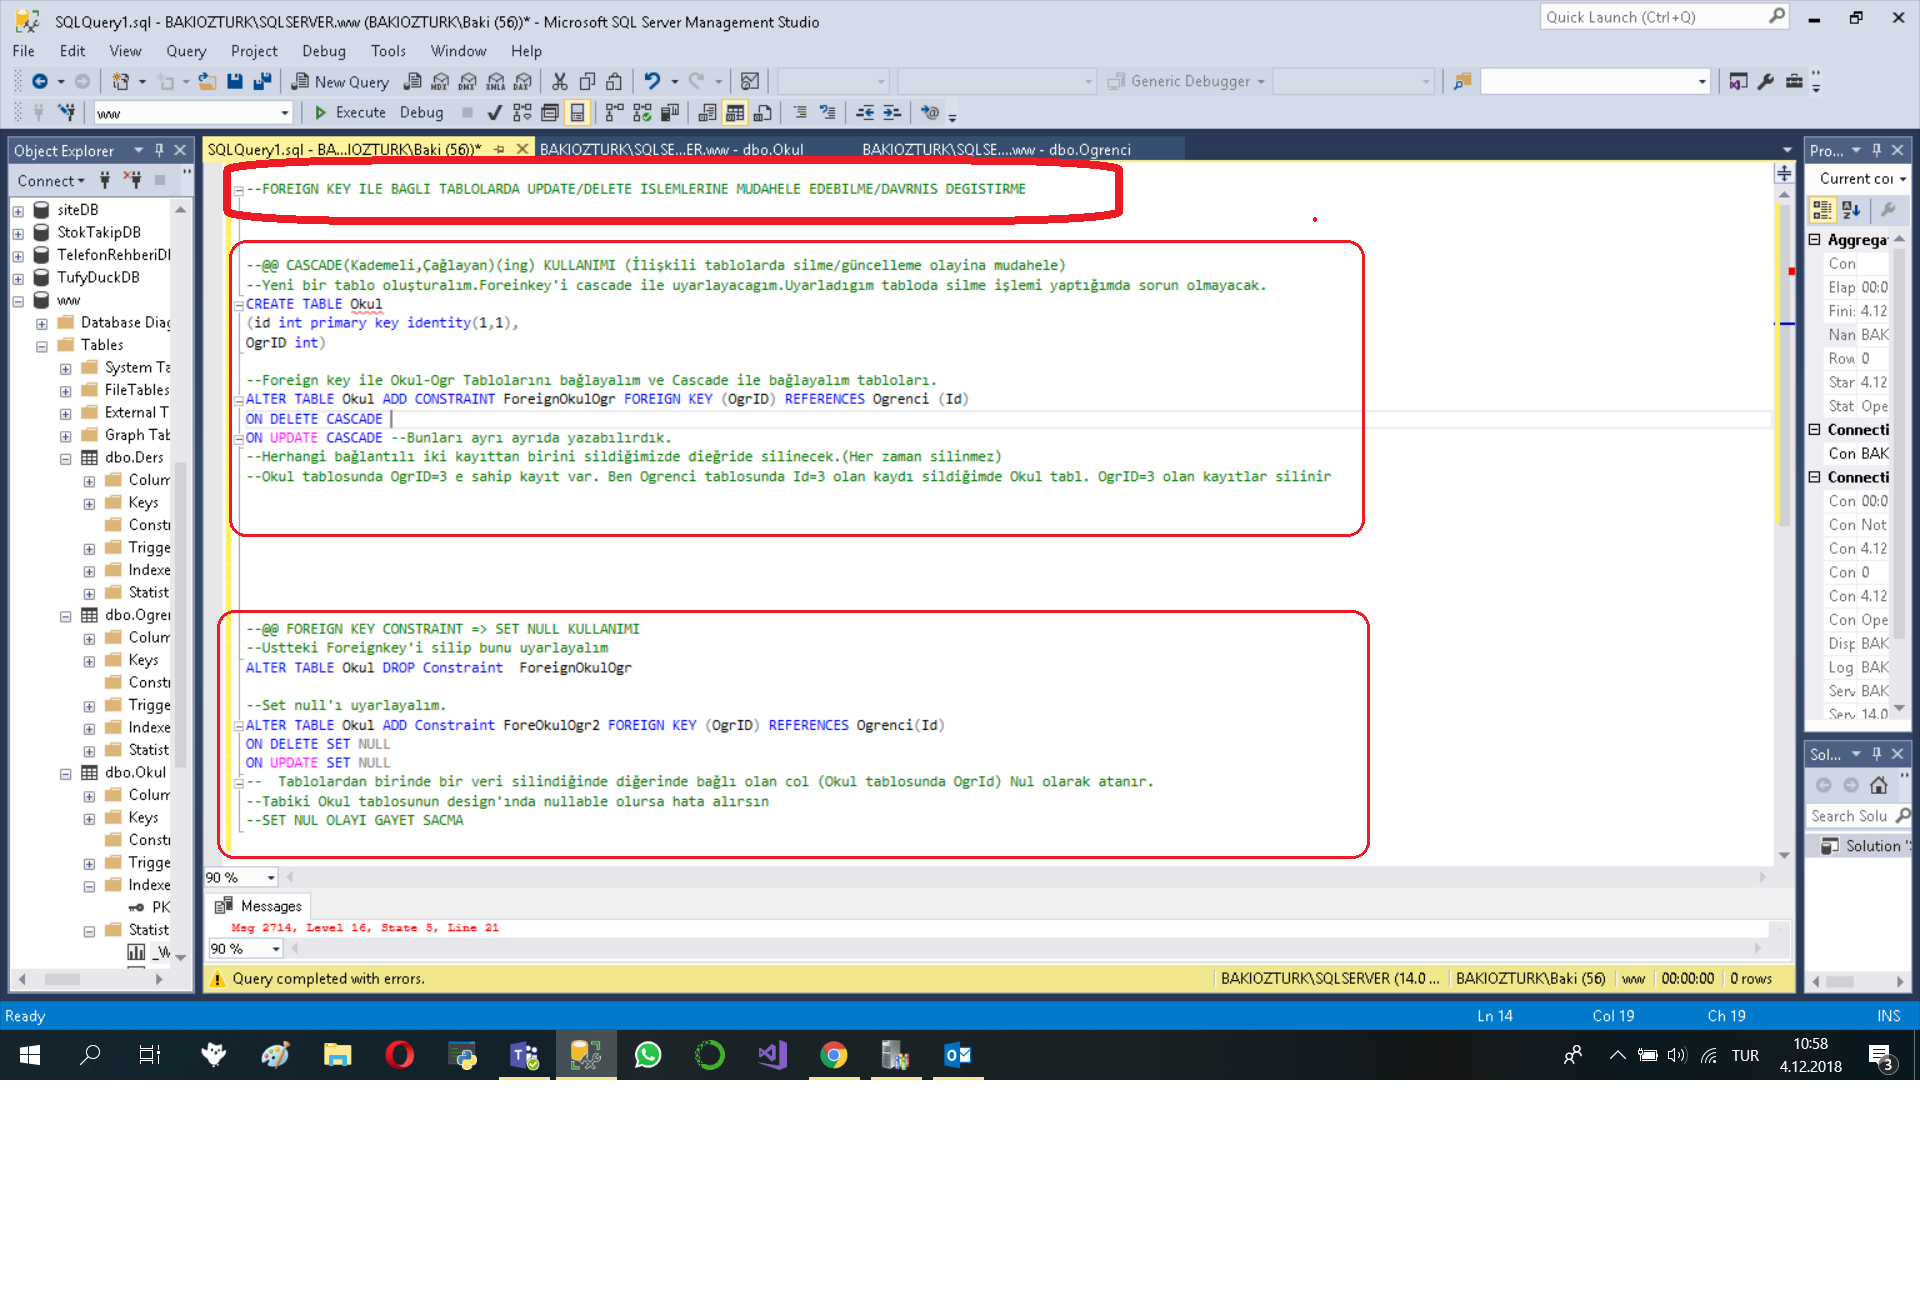 SQLQuery1.sql - BAKIOZTURK\SQLSERVER.ww (BAKIOZTURK\Baki (56))* - Microsoft SQL Server Management Studio
Quick Launch (Ctrl+Q)
File Edit View Query Project Debug Tools Window Help
New Query MDX DMX XMLA DAX Generic Debugger
ww Execute Debug
Object Explorer
Connect
siteDB
StokTakipDB
TelefonRehberiDI
TufyDuckDB
ww
Database Diag
Tables
System Ta
FileTables
External T
Graph Tab
dbo.Ders
Colum
Keys
Constr
Trigge
Indexe
Statist
dbo.Ogren
Colum
Keys
Constr
Trigge
Indexe
Statist
dbo.Okul
Colum
Keys
Constr
Trigge
Indexe
PK
Statist
_W
SQLQuery1.sql - BA...IOZTURK\Baki (56))* BAKIOZTURK\SQLSE...ER.ww - dbo.Okul BAKIOZTURK\SQLSE....ww - dbo.Ogrenci
--FOREIGN KEY ILE BAGLI TABLOLARDA UPDATE/DELETE ISLEMLERINE MUDAHELE EDEBILME/DAVRNIS DEGISTIRME
--@@ CASCADE(Kademeli,Çağlayan)(ing) KULLANIMI (İlişkili tablolarda silme/güncelleme olayina mudahele)
--Yeni bir tablo oluşturalım.Foreinkey'i cascade ile uyarlayacagım.Uyarladıgım tabloda silme işlemi yaptığımda sorun olmayacak.
CREATE TABLE Okul
(id int primary key identity(1,1),
OgrID int)
--Foreign key ile Okul-Ogr Tablolarını bağlayalım ve Cascade ile bağlayalım tabloları.
ALTER TABLE Okul ADD CONSTRAINT ForeignOkulOgr FOREIGN KEY (OgrID) REFERENCES Ogrenci (Id)
ON DELETE CASCADE
ON UPDATE CASCADE --Bunları ayrı ayrıda yazabılırdık.
--Herhangi bağlantılı iki kayıttan birini sildiğimizde dieğride silinecek.(Her zaman silinmez)
--Okul tablosunda OgrID=3 e sahip kayıt var. Ben Ogrenci tablosunda Id=3 olan kaydı sildiğimde Okul tabl. OgrID=3 olan kayıtlar silinir
--@@ FOREIGN KEY CONSTRAINT => SET NULL KULLANIMI
--Ustteki Foreignkey'i silip bunu uyarlayalım
ALTER TABLE Okul DROP Constraint ForeignOkulOgr
--Set null'ı uyarlayalım.
ALTER TABLE Okul ADD Constraint ForeOkulOgr2 FOREIGN KEY (OgrID) REFERENCES Ogrenci(Id)
ON DELETE SET NULL
ON UPDATE SET NULL
-- Tablolardan birinde bir veri silindiğinde diğerinde bağlı olan col (Okul tablosunda OgrId) Nul olarak atanır.
--Tabiki Okul tablosunun design'ında nullable olursa hata alırsın
--SET NUL OLAYI GAYET SACMA
90 %
Messages
Msg 2714, Level 16, State 5, Line 21
90 %
Query completed with errors. BAKIOZTURK\SQLSERVER (14.0 ... BAKIOZTURK\Baki (56) ww 00:00:00 0 rows
Pro...
Current cor
Aggrega
Con
Elap 00:0
Fini: 4.12
Nan BAK
Row 0
Star 4.12
Stat Ope
Connecti
Con BAK
Connecti
Con 00:0
Con Not
Con 4.12
Con 0
Con 4.12
Con Ope
Disp BAK
Log BAK
Serv BAK
Serv 14.0
Sol...
Search Solu
Solution '
Ready Ln 14 Col 19 Ch 19 INS
TUR 10:58
4.12.2018
3